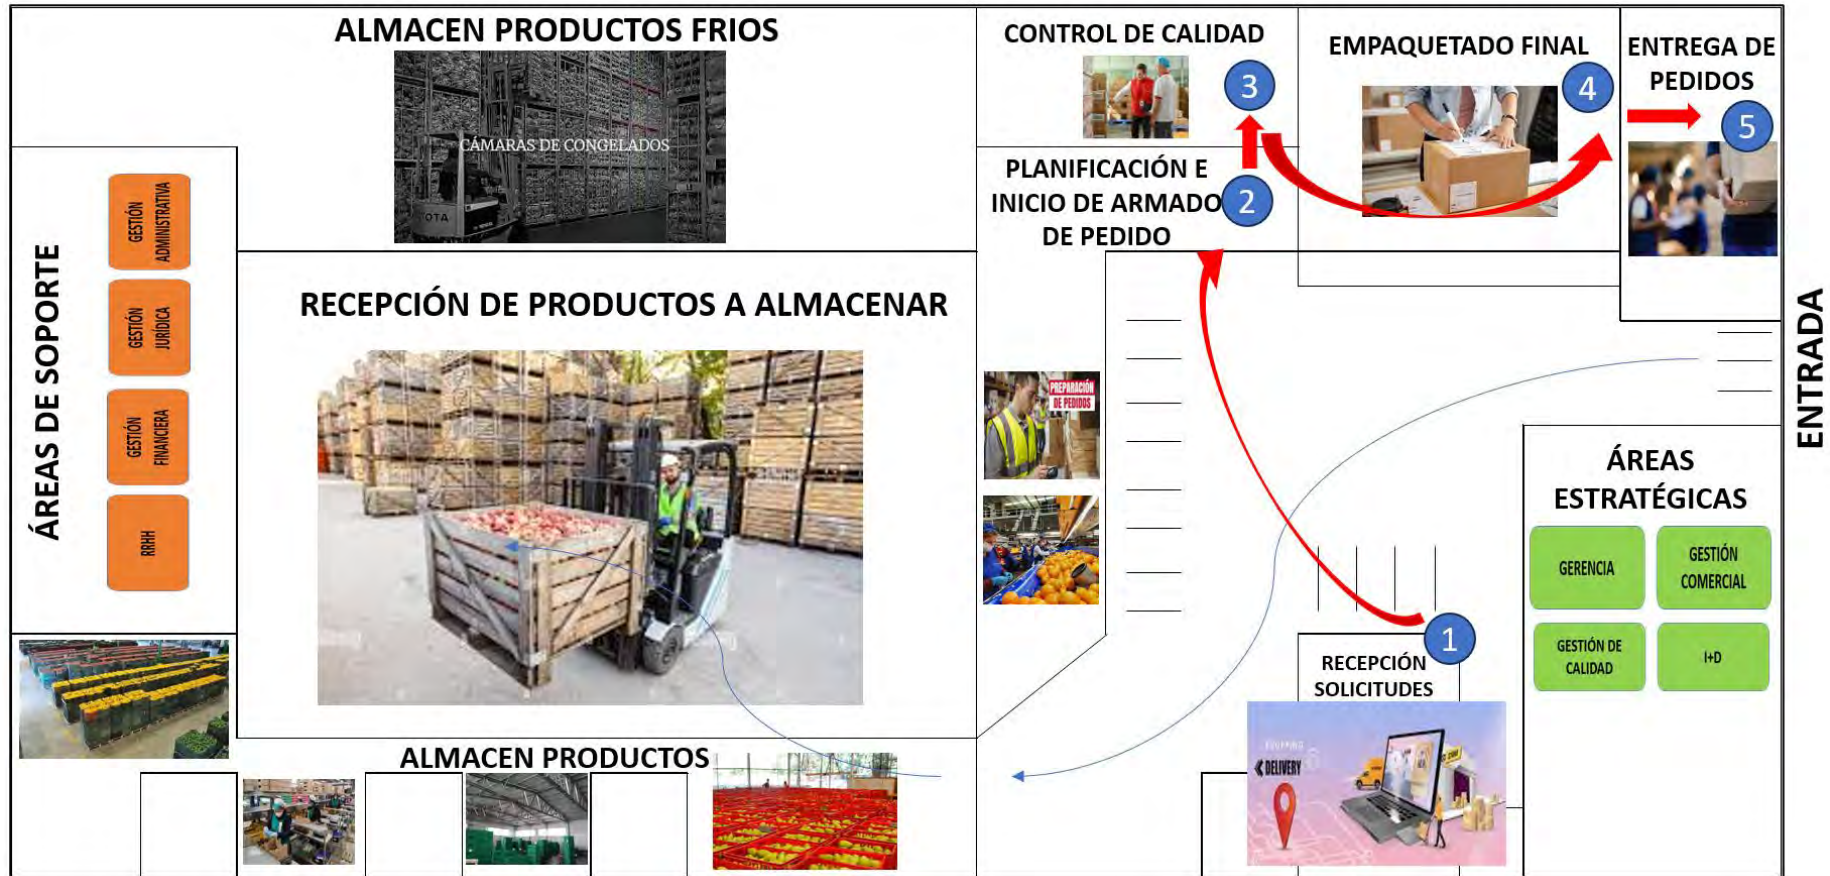 ALMACEN PRODUCTOS FRIOS
CÁMARAS DE CONGELADOS
CONTROL DE CALIDAD
3
EMPAQUETADO FINAL
4
ENTREGA DE
PEDIDOS
5
PLANIFICACIÓN E
INICIO DE ARMADO
DE PEDIDO
2
ÁREAS DE SOPORTE
GESTIÓN
ADMINISTRATIVA
GESTIÓN
JURÍDICA
GESTIÓN
FINANCIERA
RRHH
RECEPCIÓN DE PRODUCTOS A ALMACENAR
PREPARACIÓN
DE PEDIDOS
ENTRADA
ÁREAS
ESTRATÉGICAS
GERENCIA
GESTIÓN
COMERCIAL
GESTIÓN DE
CALIDAD
I+D
1
RECEPCIÓN
SOLICITUDES
DELIVERY
ALMACEN PRODUCTOS